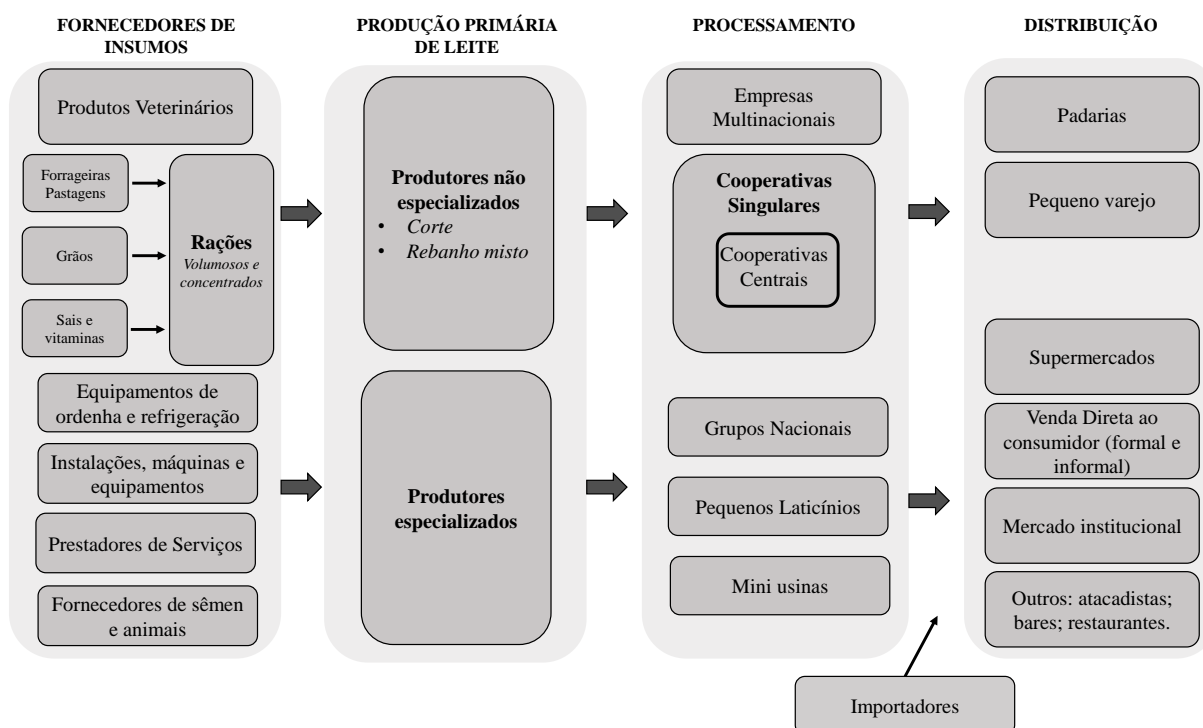 FORNECEDORES DE
INSUMOS
Produtos Veterinários
Forrageiras
Pastagens
Grãos
Sais e
vitaminas
Rações
Volumosos e
concentrados
Equipamentos de
ordenha e refrigeração
Instalações, máquinas e
equipamentos
Prestadores de Serviços
Fornecedores de sêmen
e animais
PRODUÇÃO PRIMÁRIA
DE LEITE
Produtores não
especializados
• Corte
• Rebanho misto
Produtores
especializados
PROCESSAMENTO
Empresas
Multinacionais
Cooperativas
Singulares
Cooperativas
Centrais
Grupos Nacionais
Pequenos Laticínios
Mini usinas
DISTRIBUIÇÃO
Padarias
Pequeno varejo
Supermercados
Venda Direta ao
consumidor (formal e
informal)
Mercado institucional
Outros: atacadistas;
bares; restaurantes.
Importadores